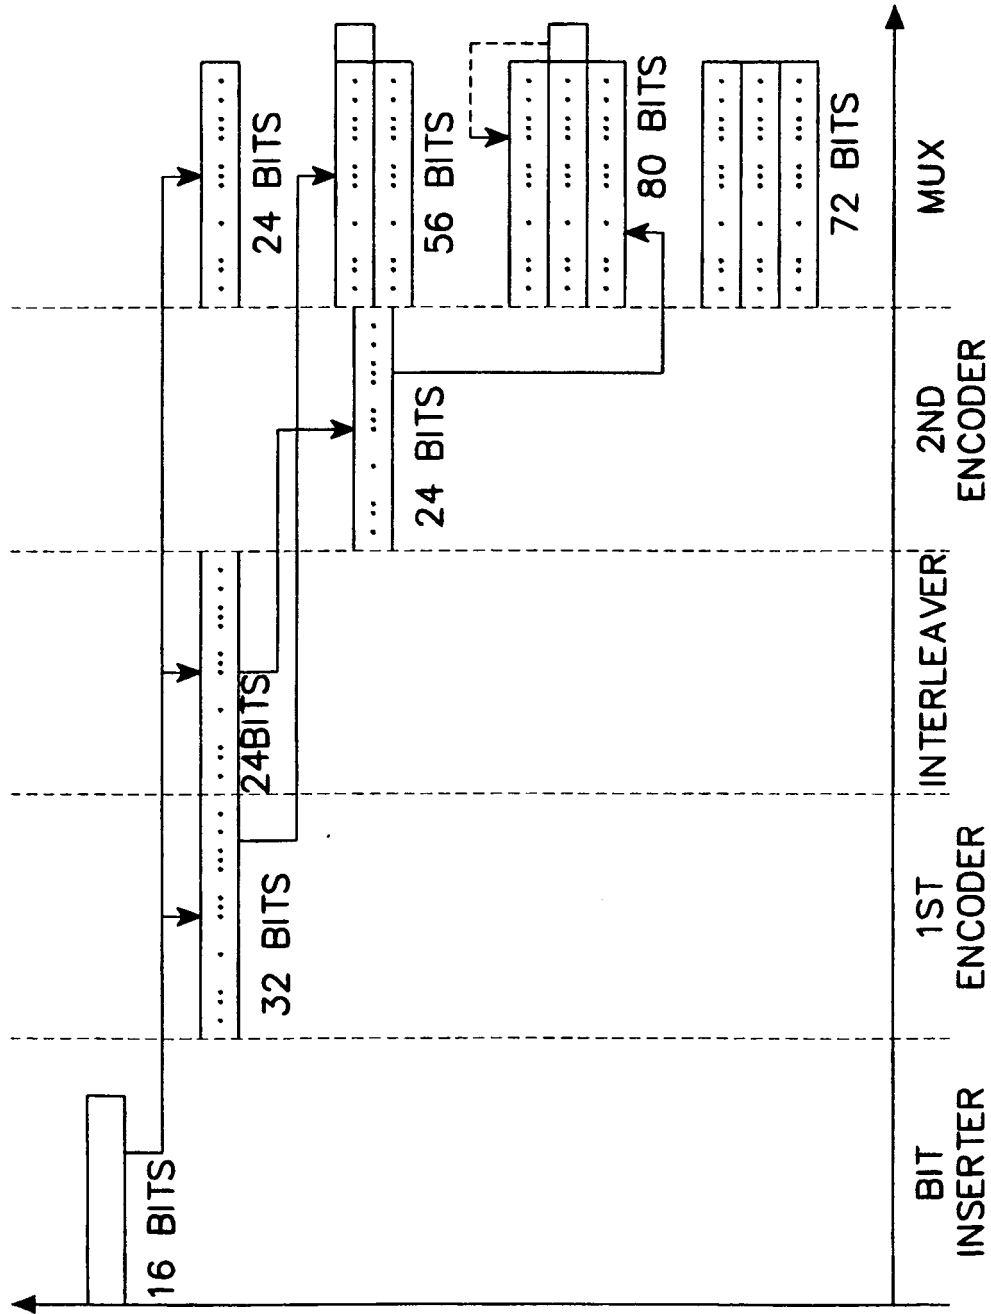 16 BITS
32 BITS
24BITS
24 BITS
24 BITS
56 BITS
80 BITS
72 BITS
BIT
INSERTER
1ST
ENCODER
INTERLEAVER
2ND
ENCODER
MUX